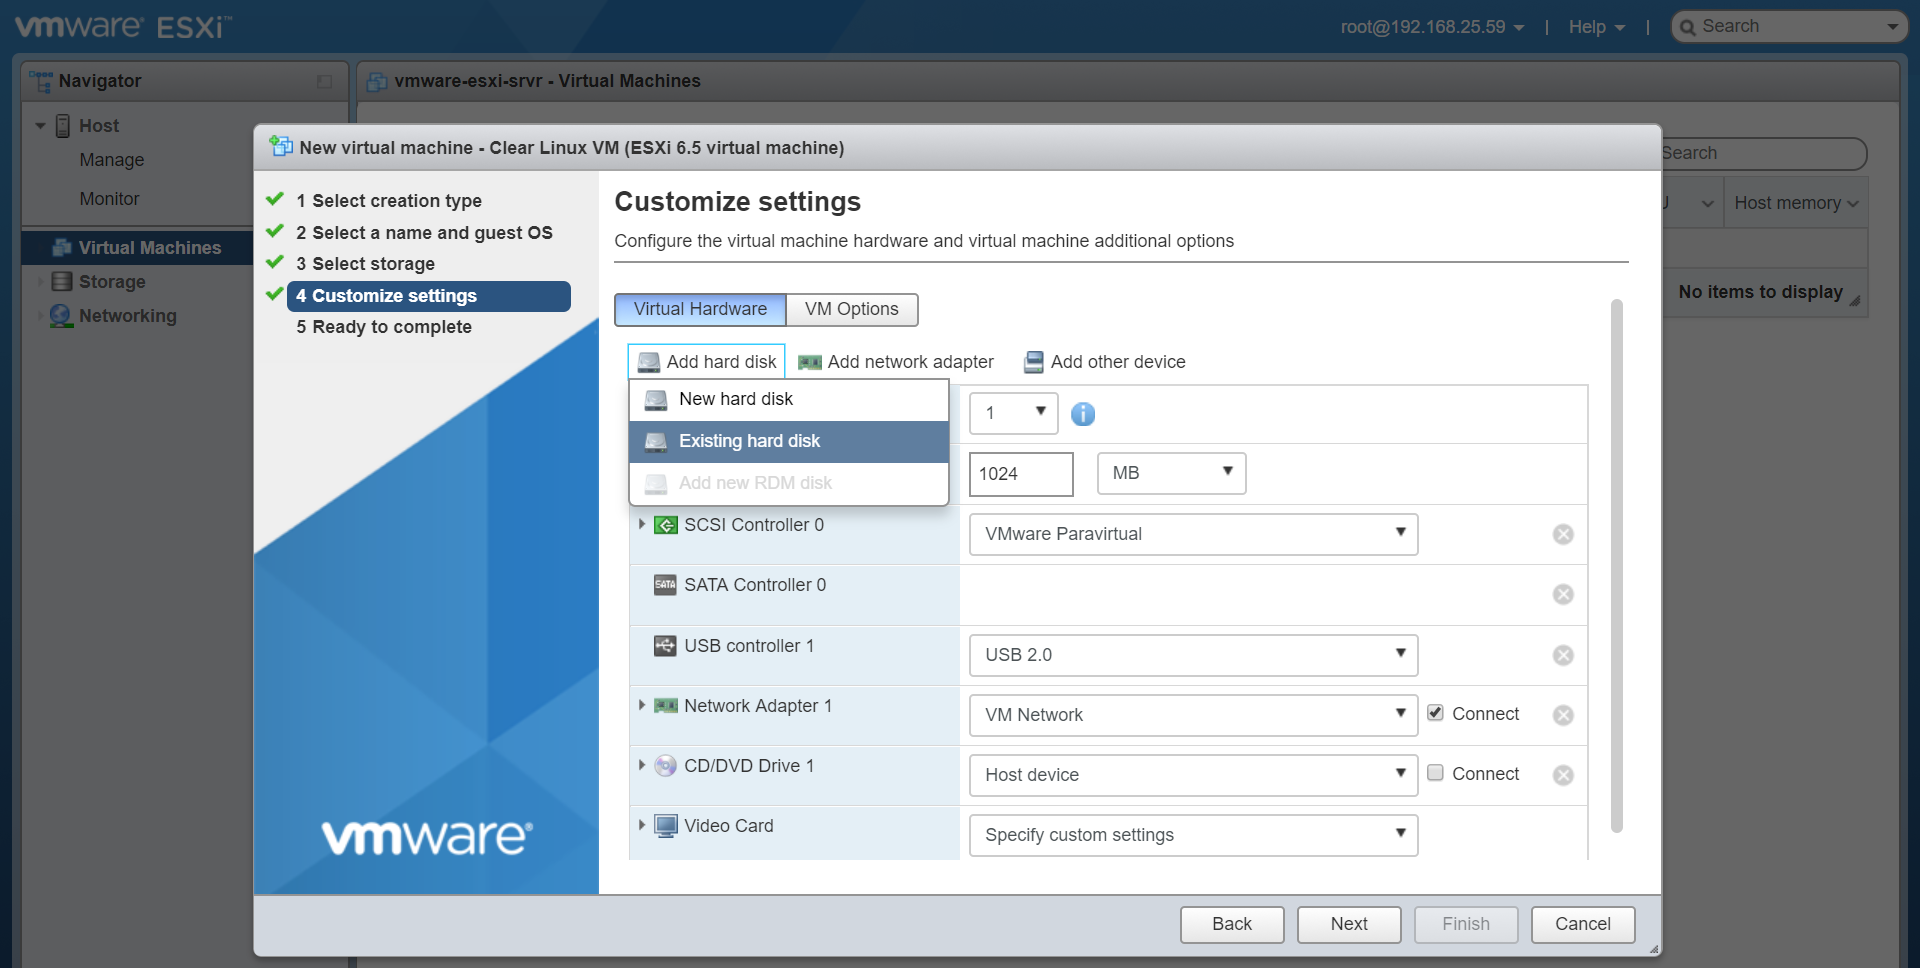 vmware ESXi™
root@192.168.25.59 | Help | Search
Navigator
vmware-esxi-srvr - Virtual Machines
Host
Manage
Monitor
Virtual Machines
Storage
Networking
Search
Host memory
No items to display
New virtual machine - Clear Linux VM (ESXi 6.5 virtual machine)
1 Select creation type
2 Select a name and guest OS
3 Select storage
4 Customize settings
5 Ready to complete
vmware®
Customize settings
Configure the virtual machine hardware and virtual machine additional options
Virtual Hardware VM Options
Add hard disk Add network adapter Add other device
New hard disk
Existing hard disk
Add new RDM disk
1
1024 MB
SCSI Controller 0 VMware Paravirtual
SATA SATA Controller 0
USB controller 1 USB 2.0
Network Adapter 1 VM Network Connect
CD/DVD Drive 1 Host device Connect
Video Card Specify custom settings
Back Next Finish Cancel